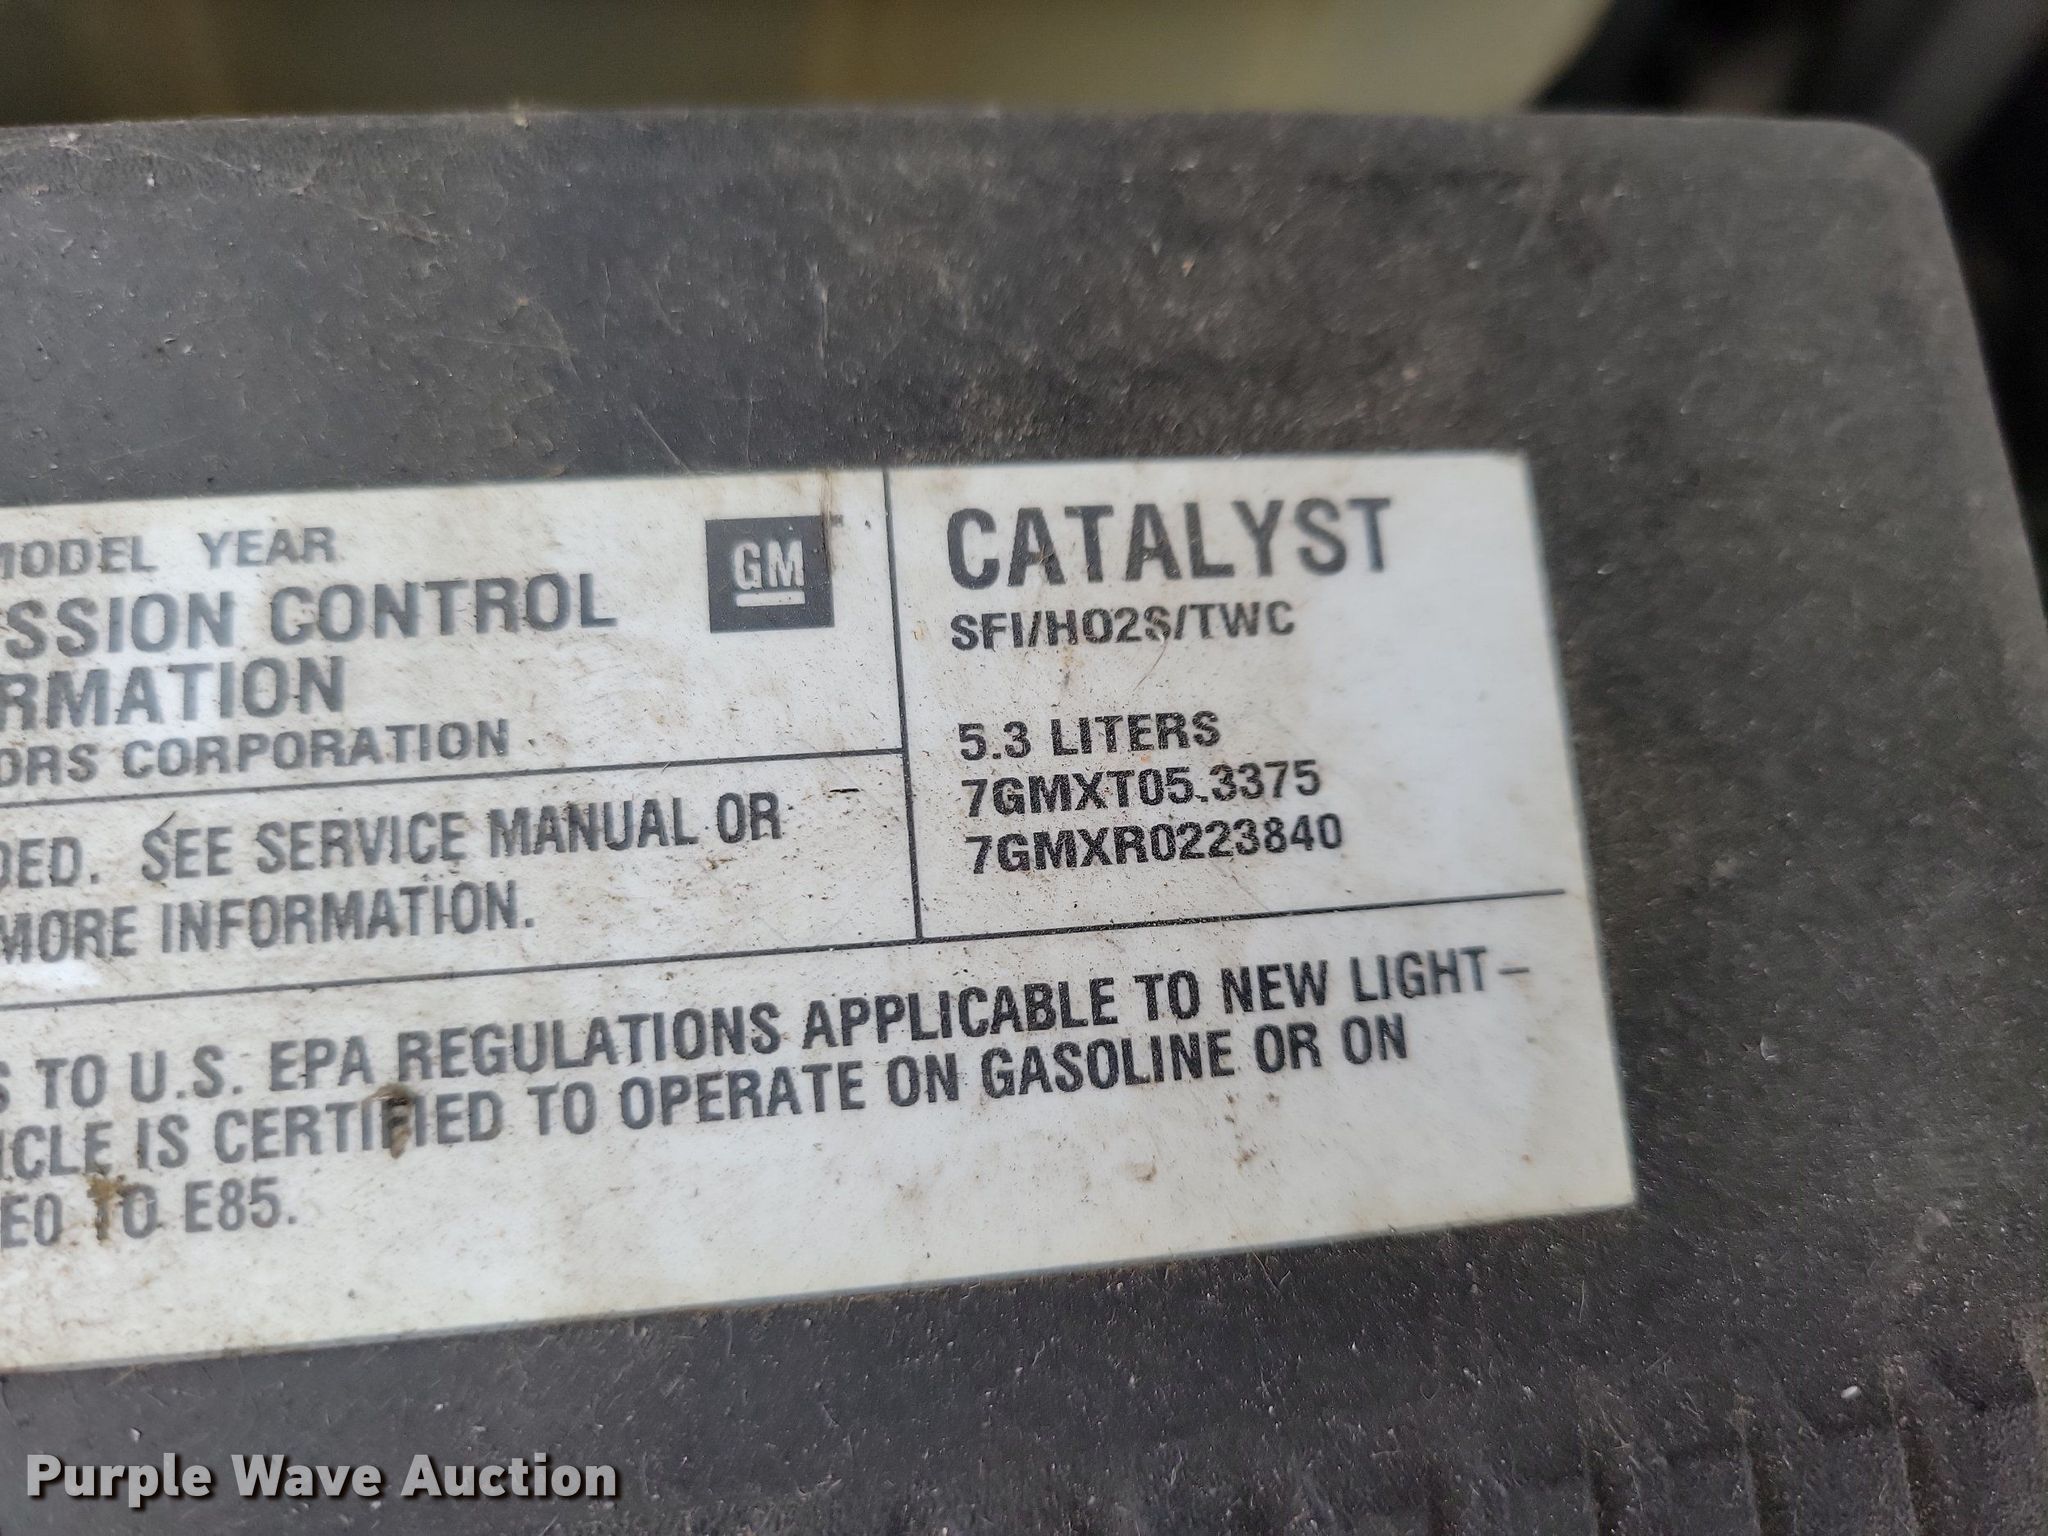 MODEL YEAR
SSION CONTROL
RMATION
ORS CORPORATION
GM
CATALYST
SFI/HO2S/TWC
5.3 LITERS
7GMXT05.3375
7GMXR0223840
DED. SEE SERVICE MANUAL OR
MORE INFORMATION.
S TO U.S. EPA REGULATIONS APPLICABLE TO NEW LIGHT-
ICLE IS CERTIFIED TO OPERATE ON GASOLINE OR ON
E0 TO E85.
Purple Wave Auction